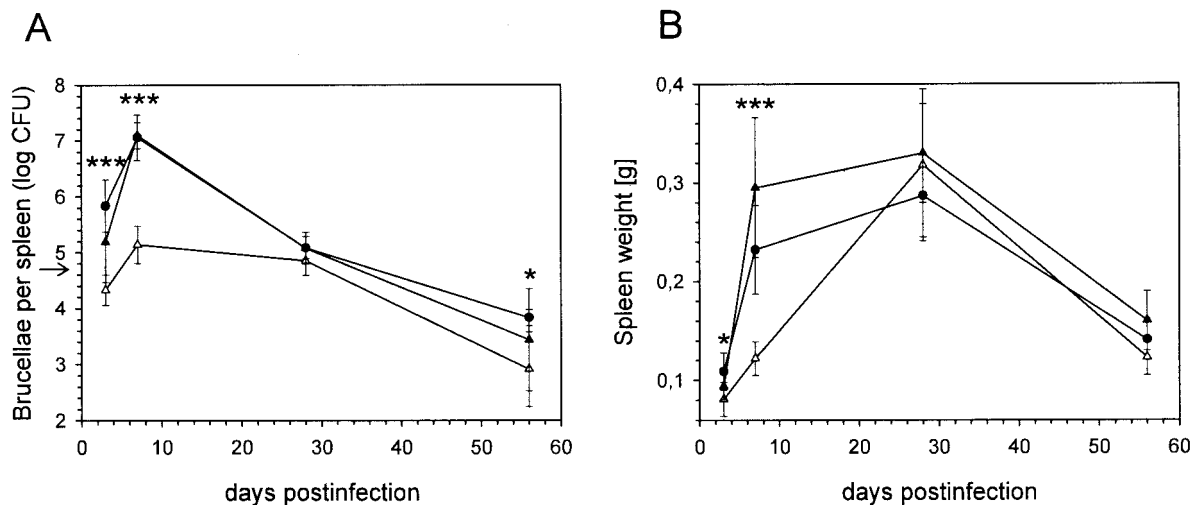 A
B
Brucellae per spleen (log CFU)
8
7
6
5
4
3
2
***
***
*
0 10 20 30 40 50 60
days postinfection
Spleen weight [g]
0,4
0,3
0,2
0,1
***
*
0 10 20 30 40 50 60
days postinfection